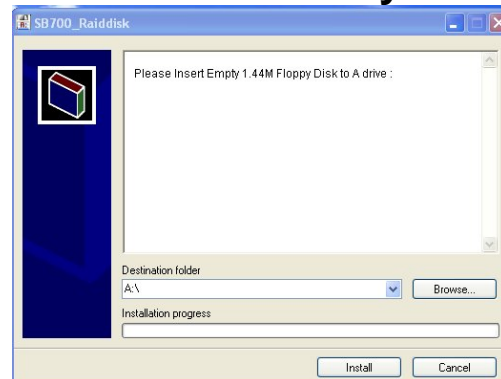 SB700_Raiddisk
Please Insert Empty 1.44M Floppy Disk to A drive :
Destination folder
A:\
Browse...
Installation progress
Install
Cancel